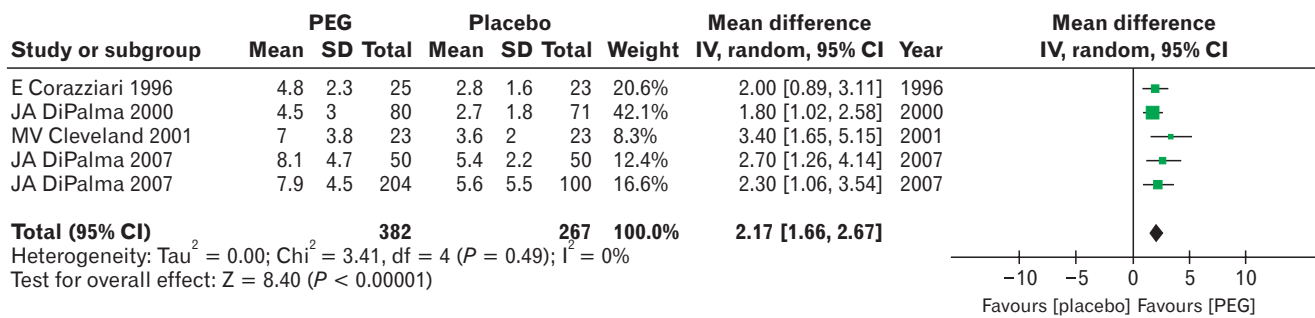 PEG Placebo Mean difference Mean difference
Study or subgroup Mean SD Total Mean SD Total Weight IV, random, 95% CI Year IV, random, 95% CI
E Corazziari 1996 4.8 2.3 25 2.8 1.6 23 20.6% 2.00 [0.89, 3.11] 1996
JA DiPalma 2000 4.5 3 80 2.7 1.8 71 42.1% 1.80 [1.02, 2.58] 2000
MV Cleveland 2001 7 3.8 23 3.6 2 23 8.3% 3.40 [1.65, 5.15] 2001
JA DiPalma 2007 8.1 4.7 50 5.4 2.2 50 12.4% 2.70 [1.26, 4.14] 2007
JA DiPalma 2007 7.9 4.5 204 5.6 5.5 100 16.6% 2.30 [1.06, 3.54] 2007
Total (95% CI) 382 267 100.0% 2.17 [1.66, 2.67]
Heterogeneity: Tau² = 0.00; Chi² = 3.41, df = 4 (P = 0.49); I² = 0%
Test for overall effect: Z = 8.40 (P < 0.00001)
−10 −5 0 5 10
Favours [placebo] Favours [PEG]